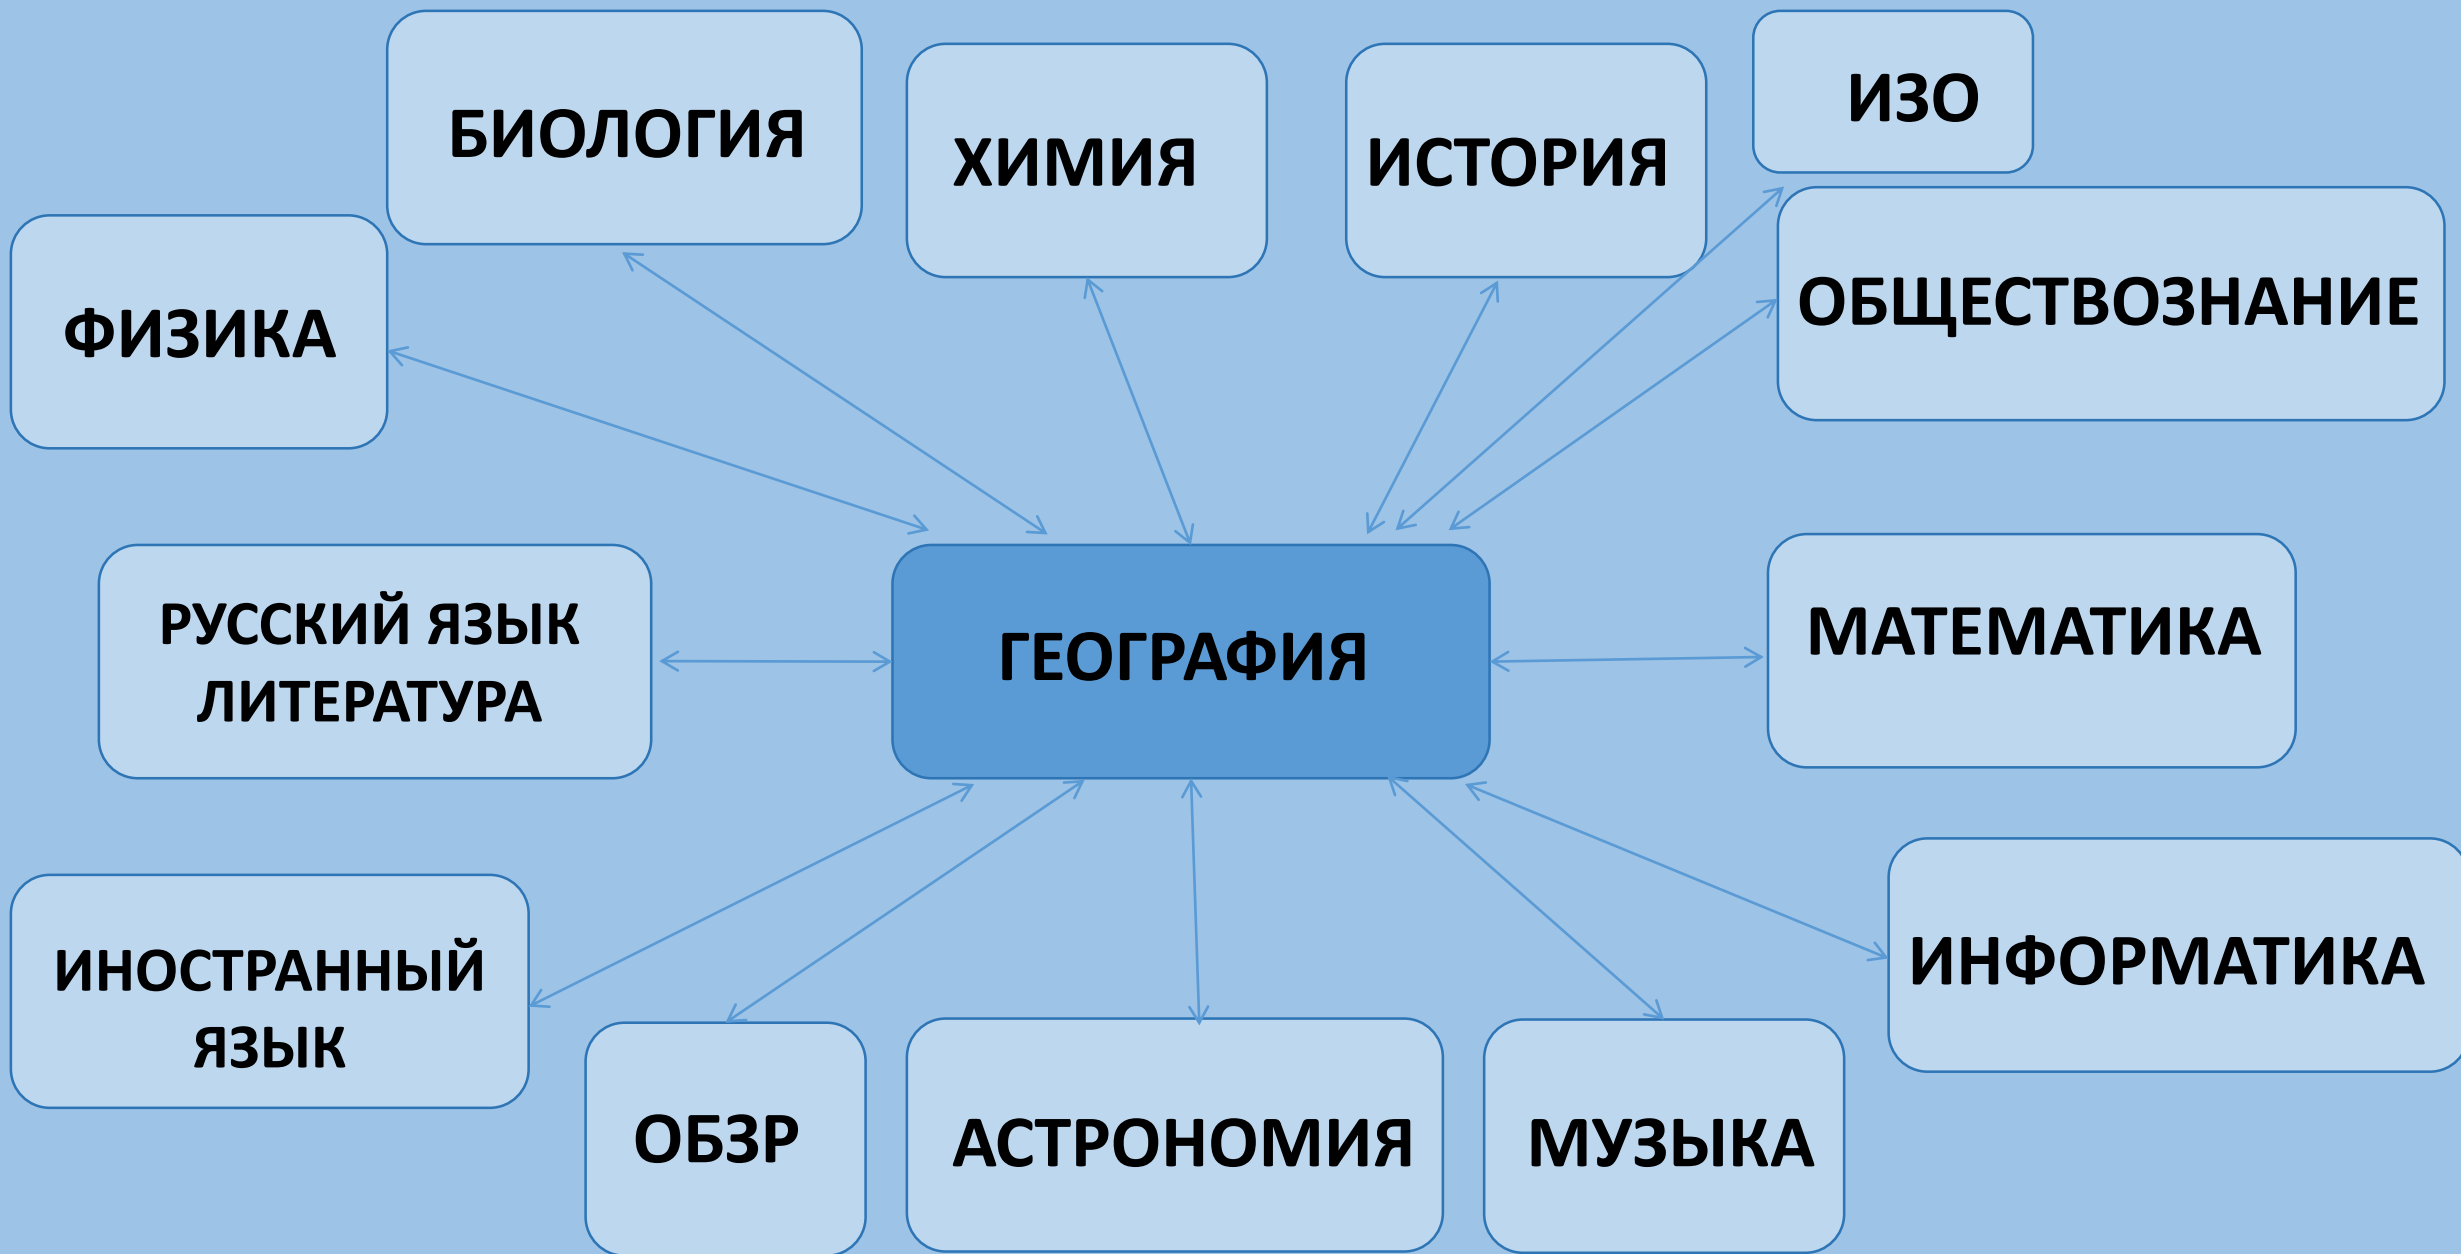 БИОЛОГИЯ
ХИМИЯ
ИСТОРИЯ
ИЗО
ФИЗИКА
ОБЩЕСТВОЗНАНИЕ
РУССКИЙ ЯЗЫК
ЛИТЕРАТУРА
ГЕОГРАФИЯ
МАТЕМАТИКА
ИНОСТРАННЫЙ
ЯЗЫК
ИНФОРМАТИКА
ОБЗР
АСТРОНОМИЯ
МУЗЫКА